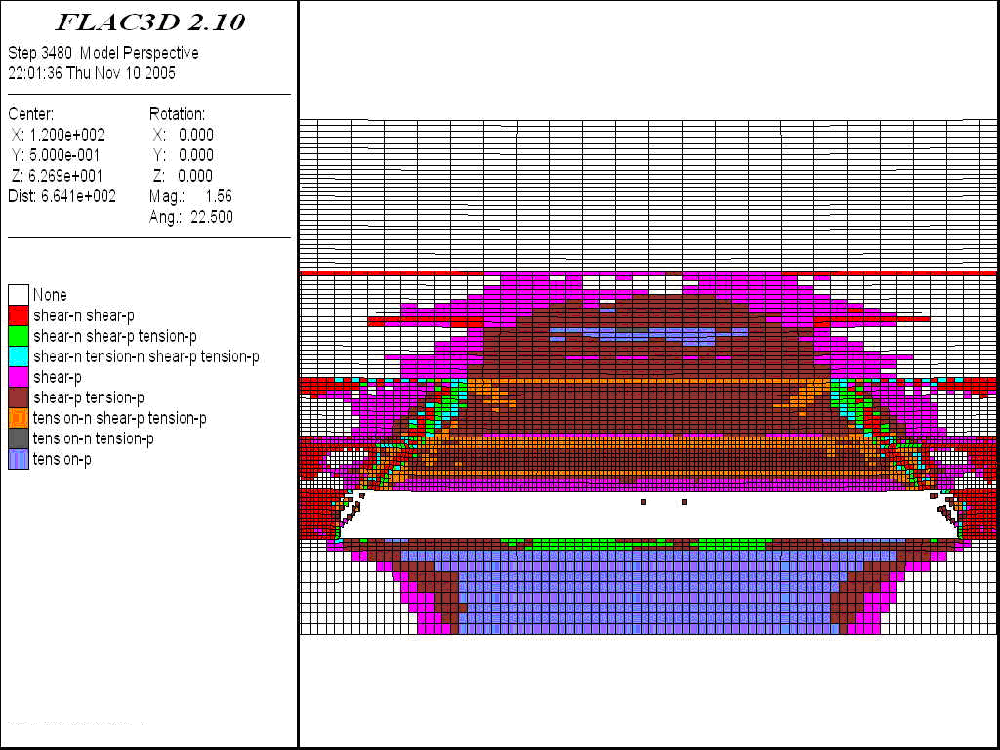 FLAC3D 2.10
Step 3480 Model Perspective
22:01:36 Thu Nov 10 2005
Center: Rotation:
X: 1.200e+002 X: 0.000
Y: 5.000e-001 Y: 0.000
Z: 6.269e+001 Z: 0.000
Dist: 6.641e+002 Mag.: 1.56
Ang.: 22.500
None
shear-n shear-p
shear-n shear-p tension-p
shear-n tension-n shear-p tension-p
shear-p
shear-p tension-p
tension-n shear-p tension-p
tension-n tension-p
tension-p